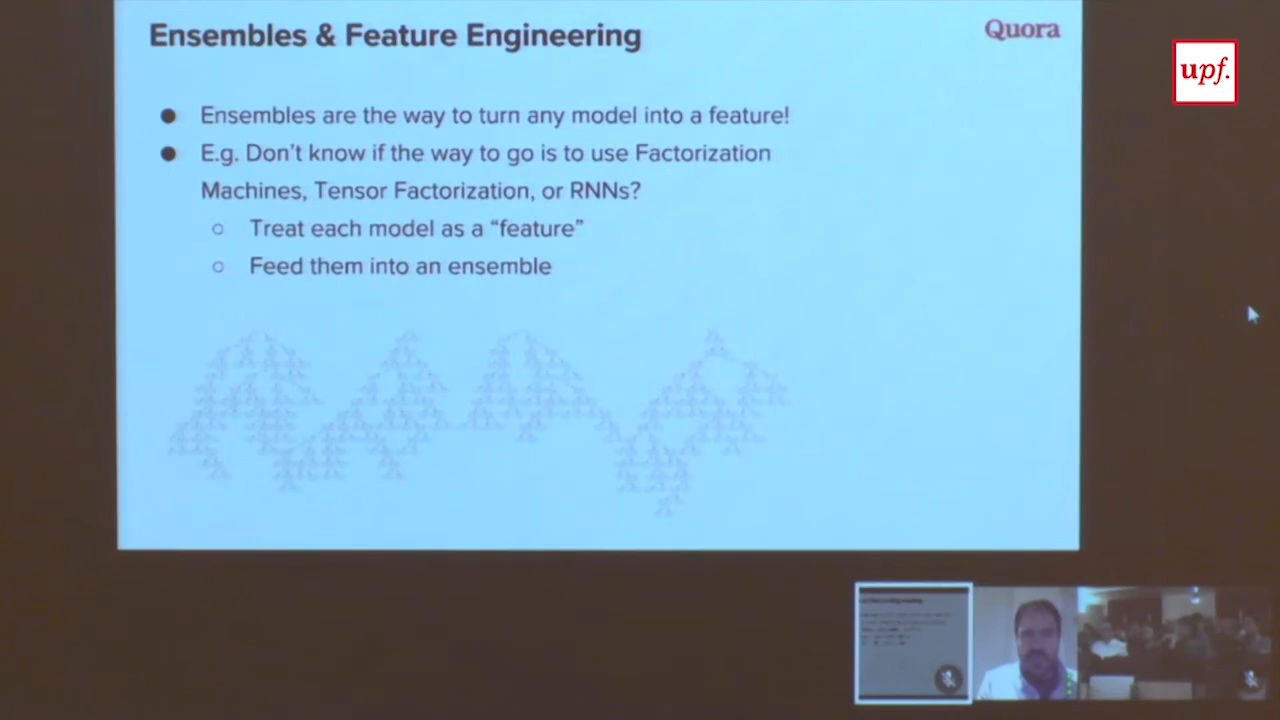 Ensembles & Feature Engineering
Quora
upf.
● Ensembles are the way to turn any model into a feature!
● E.g. Don't know if the way to go is to use Factorization
Machines, Tensor Factorization, or RNNs?
○ Treat each model as a “feature”
○ Feed them into an ensemble